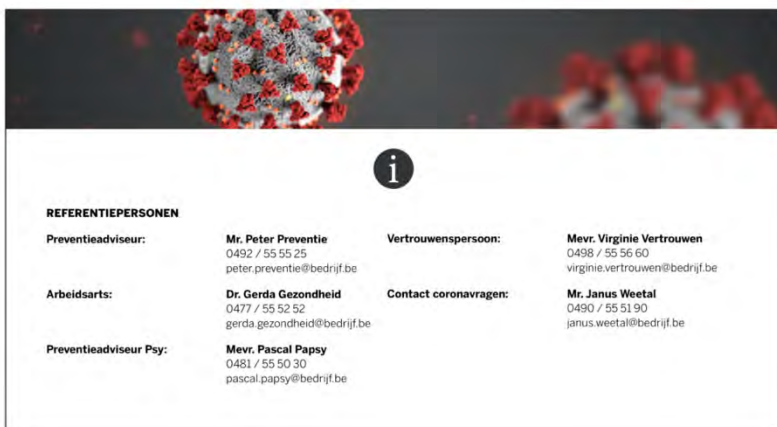 i
REFERENTIEPERSONEN
Preventieadviseur:
Mr. Peter Preventie
0492 / 55 55 25
peter.preventie@bedrijf.be
Vertrouwenspersoon:
Mevr. Virginie Vertrouwen
0498 / 55 56 60
virginie.vertrouwen@bedrijf.be
Arbeidsarts:
Dr. Gerda Gezondheid
0477 / 55 52 52
gerda.gezondheid@bedrijf.be
Contact coronavragen:
Mr. Janus Weetal
0490 / 55 51 90
janus.weetal@bedrijf.be
Preventieadviseur Psy:
Mevr. Pascal Papsy
0481 / 55 50 30
pascal.papsy@bedrijf.be